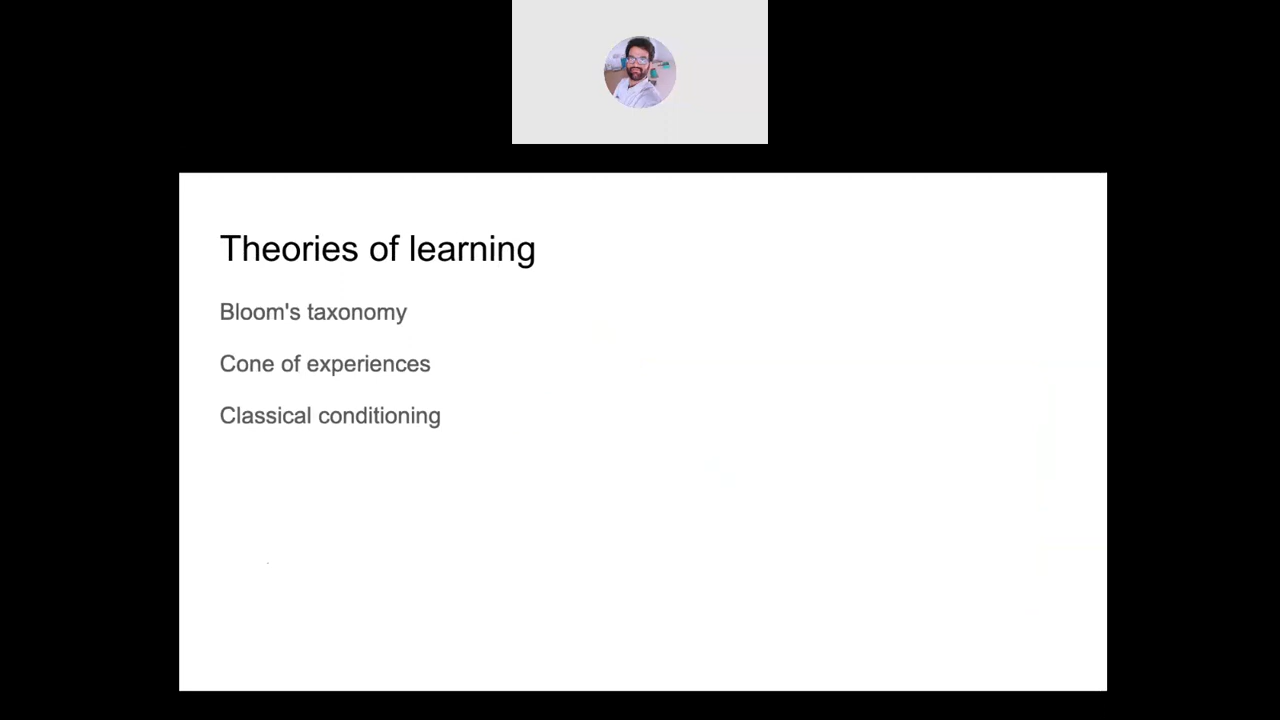 Theories of learning
Bloom's taxonomy
Cone of experiences
Classical conditioning